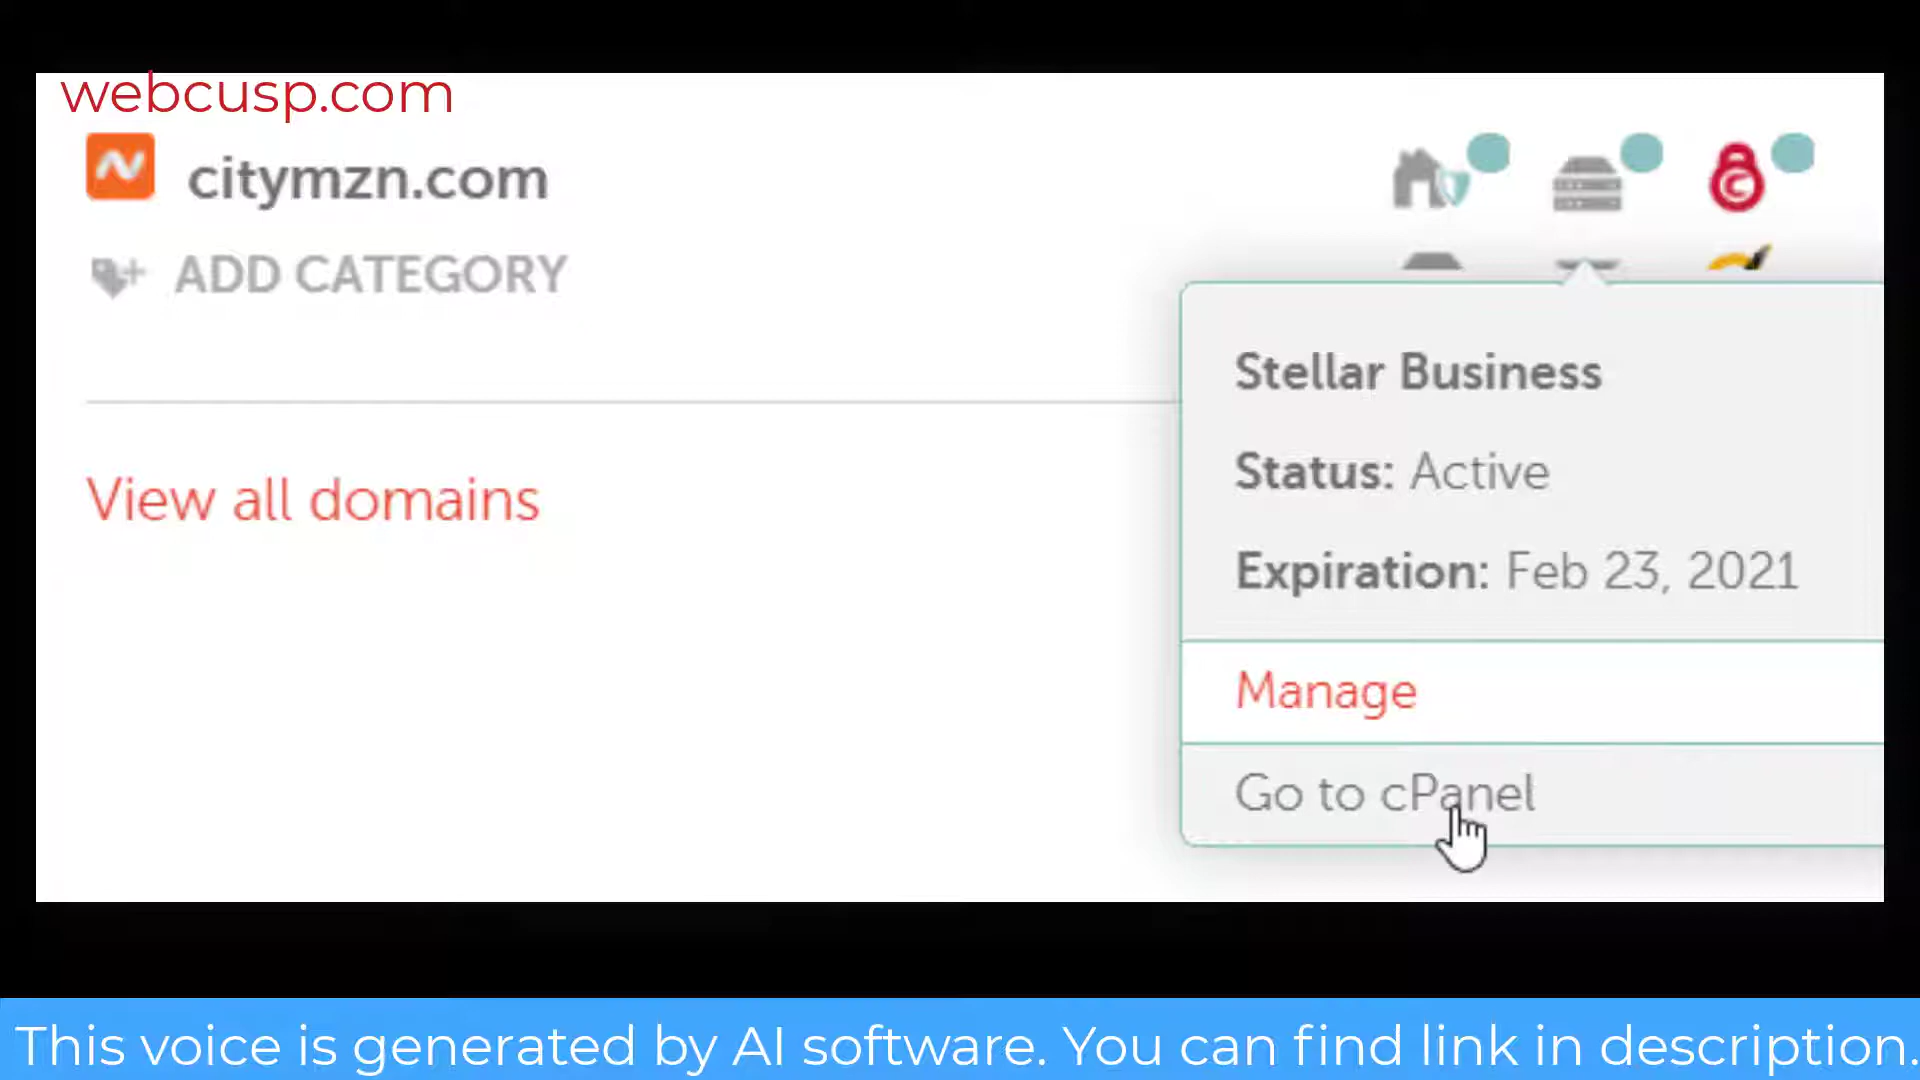 webcusp.com
citymzn.com
ADD CATEGORY
View all domains
Stellar Business
Status: Active
Expiration: Feb 23, 2021
Manage
Go to cPanel
This voice is generated by AI software. You can find link in description.